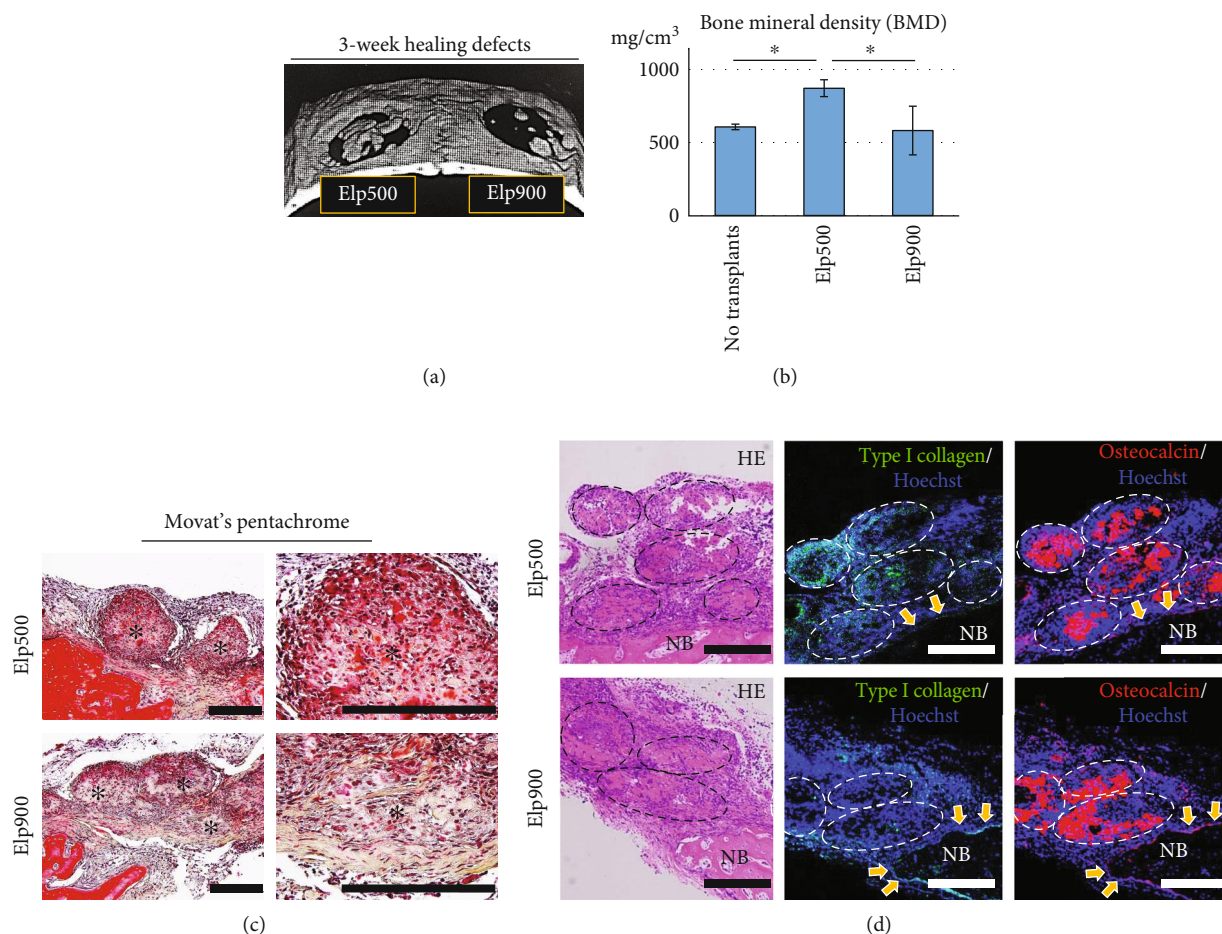 3-week healing defects
Elp500
Elp900
(a)
Bone mineral density (BMD)
mg/cm³
1000
500
0
*
*
No transplants
Elp500
Elp900
(b)
Movat's pentachrome
Elp500
*
*
*
Elp900
*
*
*
*
(c)
Elp500
HE
NB
Type I collagen/
Hoechst
NB
Osteocalcin/
Hoechst
NB
Elp900
HE
NB
Type I collagen/
Hoechst
NB
Osteocalcin/
Hoechst
NB
(d)